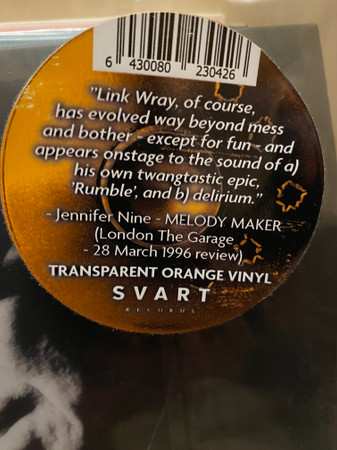 6 430080 230426
"Link Wray, of course,
has evolved way beyond mess
and bother - except for fun - and
appears onstage to the sound of a)
his own twangtastic epic,
'Rumble', and b) delirium."
- Jennifer Nine - MELODY MAKER
(London The Garage
- 28 March 1996 review)
TRANSPARENT ORANGE VINYL
SVART
RECORDS